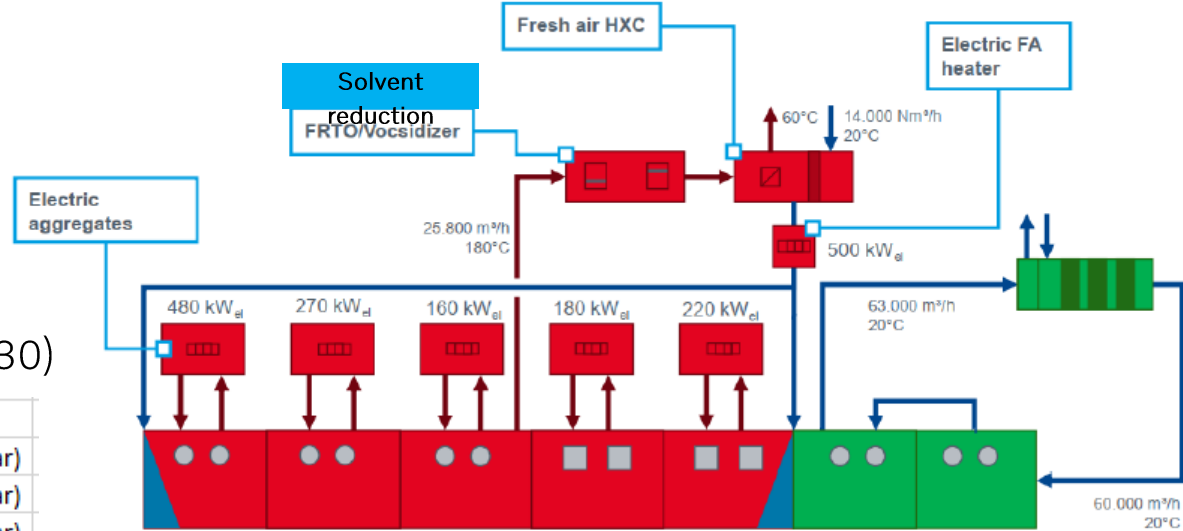 Fresh air HXC
Electric FA
heater
Solvent
reduction
FRTO/Vocsidizer
60°C
14.000 Nm³/h
20°C
Electric
aggregates
25.800 m³/h
180°C
500 kWel
480 kWel
270 kWel
160 kWel
180 kWel
220 kWel
63.000 m³/h
20°C
30)
ar)
ar)
60.000 m³/h
20°C